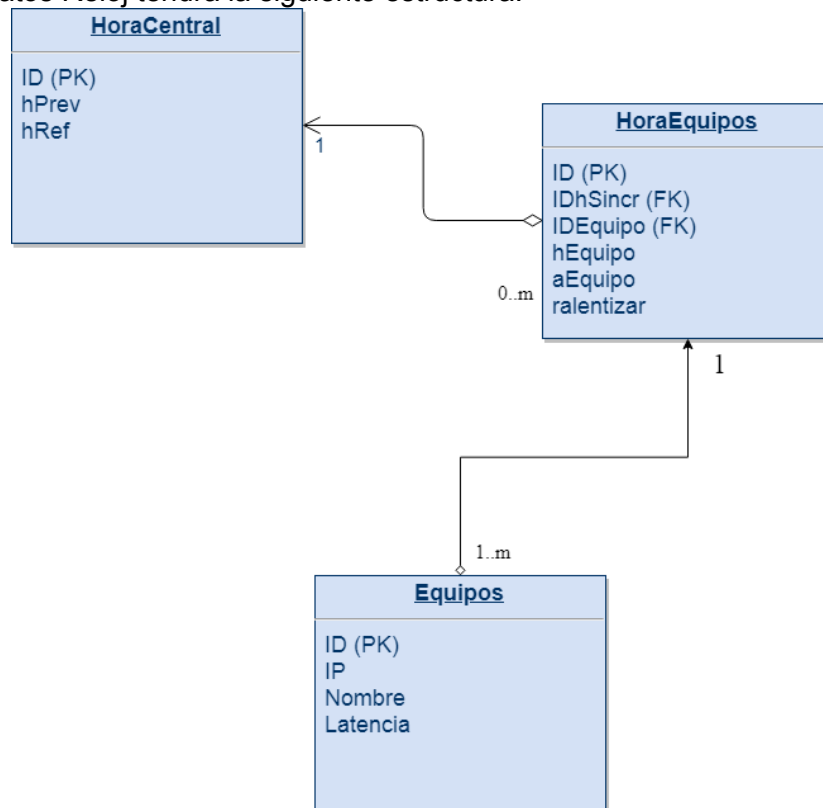 HoraCentral
ID (PK)
hPrev
hRef
1
HoraEquipos
ID (PK)
IDhSincr (FK)
IDEquipo (FK)
hEquipo
aEquipo
ralentizar
0..m
1
1..m
Equipos
ID (PK)
IP
Nombre
Latencia